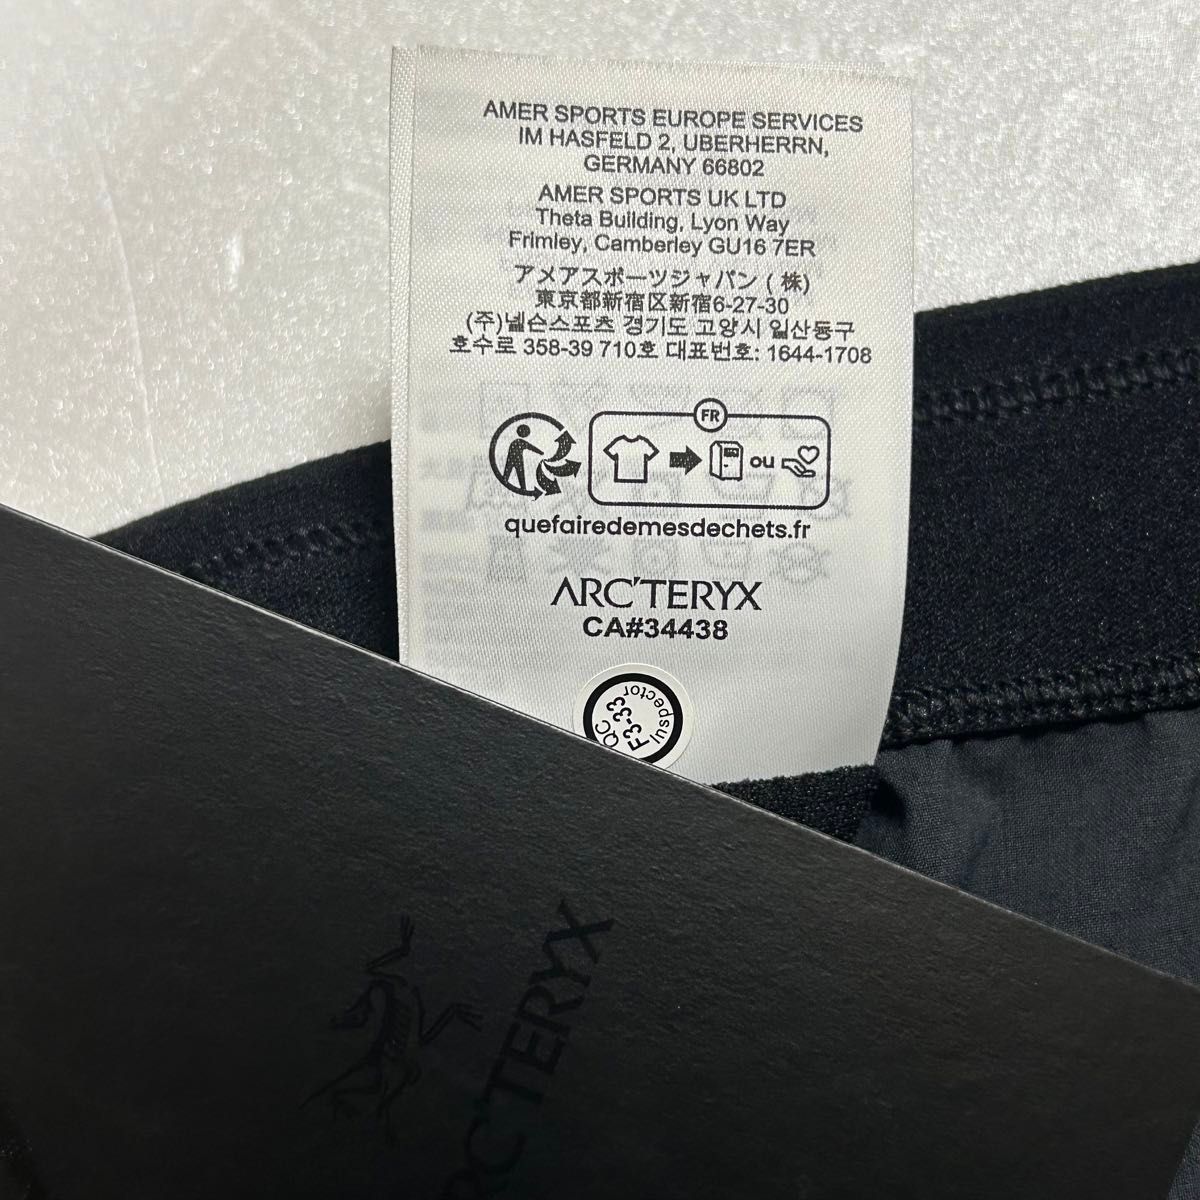 AMER SPORTS EUROPE SERVICES
IM HASFELD 2, UBERHERRN,
GERMANY 66802
AMER SPORTS UK LTD
Theta Building, Lyon Way
Frimley, Camberley GU16 7ER
アメアスポーツジャパン (株)
東京都新宿区新宿6-27-30
(주)넬슨스포츠 경기도 고양시 일산동구
호수로 358-39 710호 대표번호: 1644-1708
FR
ou
quefairedemesdechets.fr
ARC'TERYX
CA#34438
QC
F3-33
Inspector
ARC'TERYX